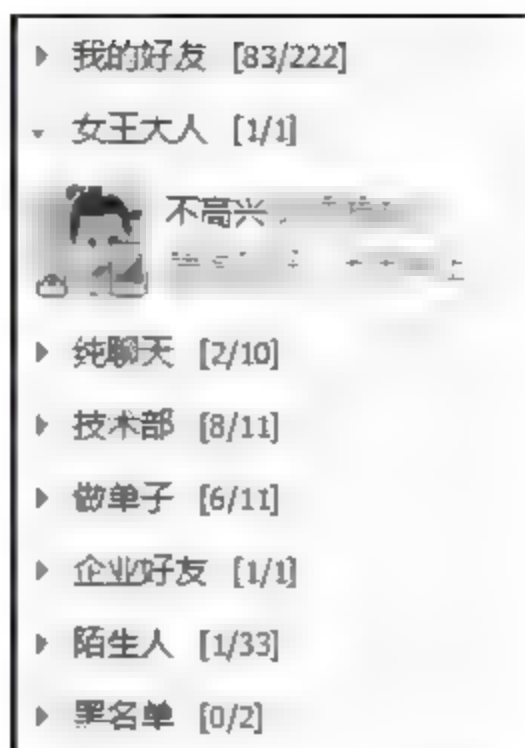 我的好友 [83/222]
女王大人 [1/1]
不高兴
纯聊天 [2/10]
技术部 [8/11]
做单子 [6/11]
企业好友 [1/1]
陌生人 [1/33]
黑名单 [0/2]